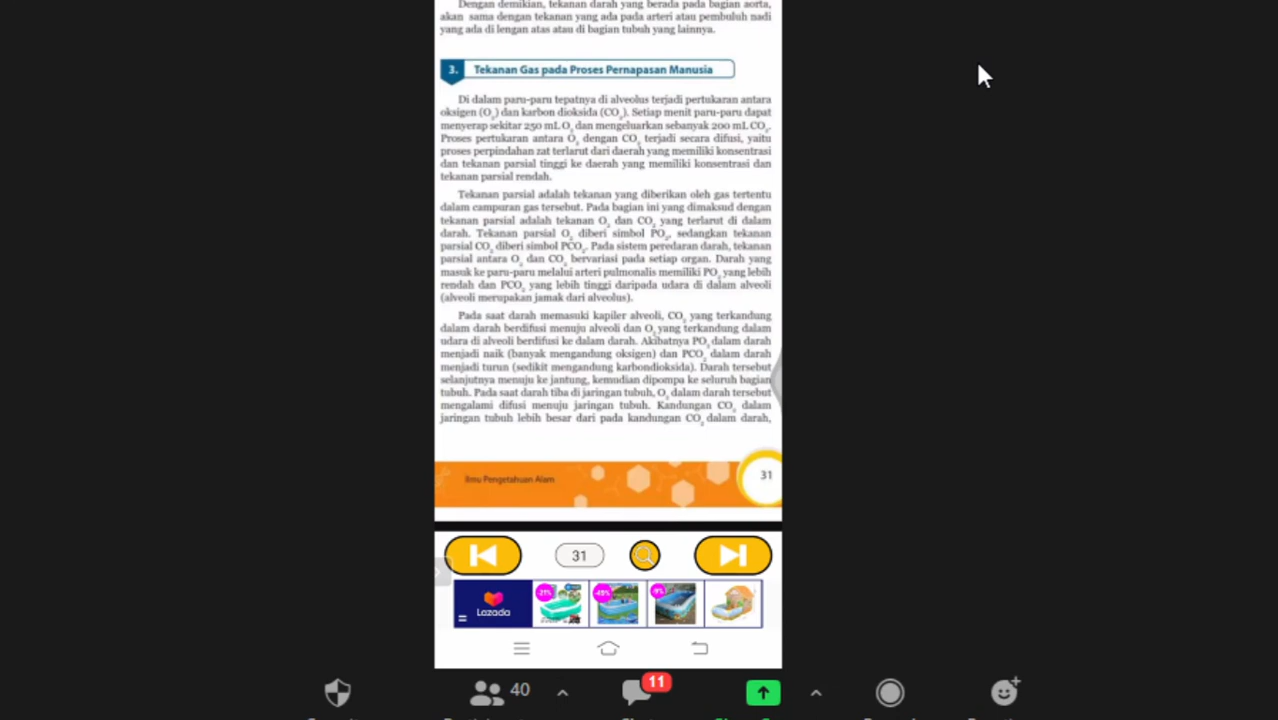 Dengan demikian, tekanan darah yang berada pada bagian aorta,
akan sama dengan tekanan yang ada pada arteri atau pembuluh nadi
yang ada di lengan atas atau di bagian tubuh yang lainnya.
3. Tekanan Gas pada Proses Pernapasan Manusia
Di dalam paru-paru tepatnya di alveolus terjadi pertukaran antara
oksigen (O₂) dan karbon dioksida (CO₂). Setiap menit paru-paru dapat
menyerap sekitar 250 mL O₂ dan mengeluarkan sebanyak 200 mL CO₂.
Proses pertukaran antara O₂ dengan CO₂ terjadi secara difusi, yaitu
proses perpindahan zat terlarut dari daerah yang memiliki konsentrasi
dan tekanan parsial tinggi ke daerah yang memiliki konsentrasi dan
tekanan parsial rendah.
Tekanan parsial adalah tekanan yang diberikan oleh gas tertentu
dalam campuran gas tersebut. Pada bagian ini yang dimaksud dengan
tekanan parsial adalah tekanan O₂ dan CO₂ yang terlarut di dalam
darah. Tekanan parsial O₂ diberi simbol PO₂, sedangkan tekanan
parsial CO₂ diberi simbol PCO₂. Pada sistem peredaran darah, tekanan
parsial antara O₂ dan CO₂ bervariasi pada setiap organ. Darah yang
masuk ke paru-paru melalui arteri pulmonalis memiliki PO₂ yang lebih
rendah dan PCO₂ yang lebih tinggi daripada udara di dalam alveoli
(alveoli merupakan jamak dari alveolus).
Pada saat darah memasuki kapiler alveoli, CO₂ yang terkandung
dalam darah berdifusi menuju alveoli dan O₂ yang terkandung dalam
udara di alveoli berdifusi ke dalam darah. Akibatnya PO₂ dalam darah
menjadi naik (banyak mengandung oksigen) dan PCO₂ dalam darah
menjadi turun (sedikit mengandung karbondioksida). Darah tersebut
selanjutnya menuju ke jantung, kemudian dipompa ke seluruh bagian
tubuh. Pada saat darah tiba di jaringan tubuh, O₂ dalam darah tersebut
mengalami difusi menuju jaringan tubuh. Kandungan CO₂ dalam
jaringan tubuh lebih besar dari pada kandungan CO₂ dalam darah,
Ilmu Pengetahuan Alam
31
31
Lazada
-21%
-9%
40
11